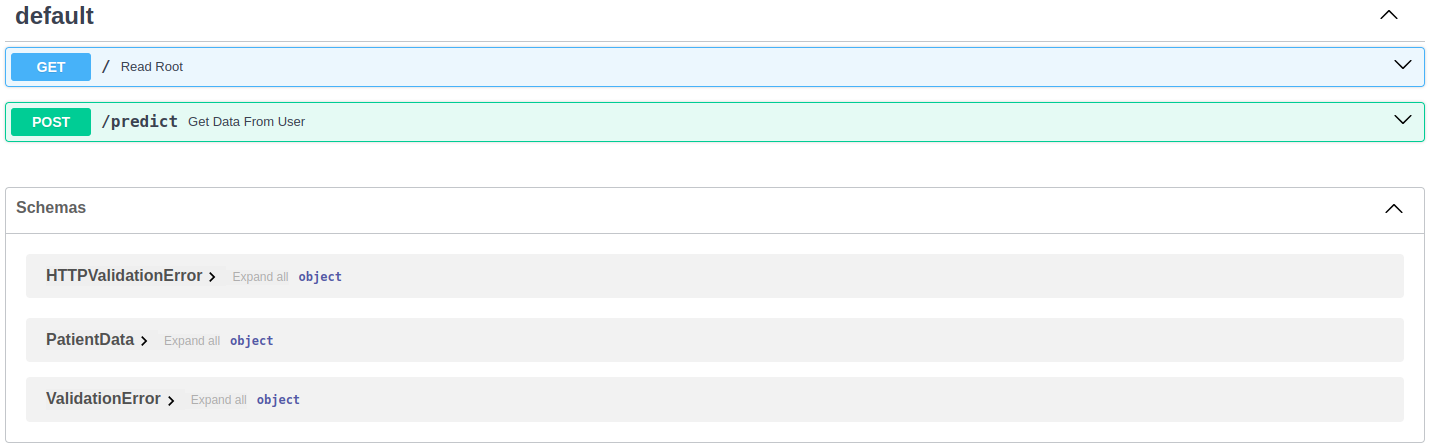 default
GET / Read Root
POST /predict Get Data From User
Schemas
HTTPValidationError Expand all object
PatientData Expand all object
ValidationError Expand all object